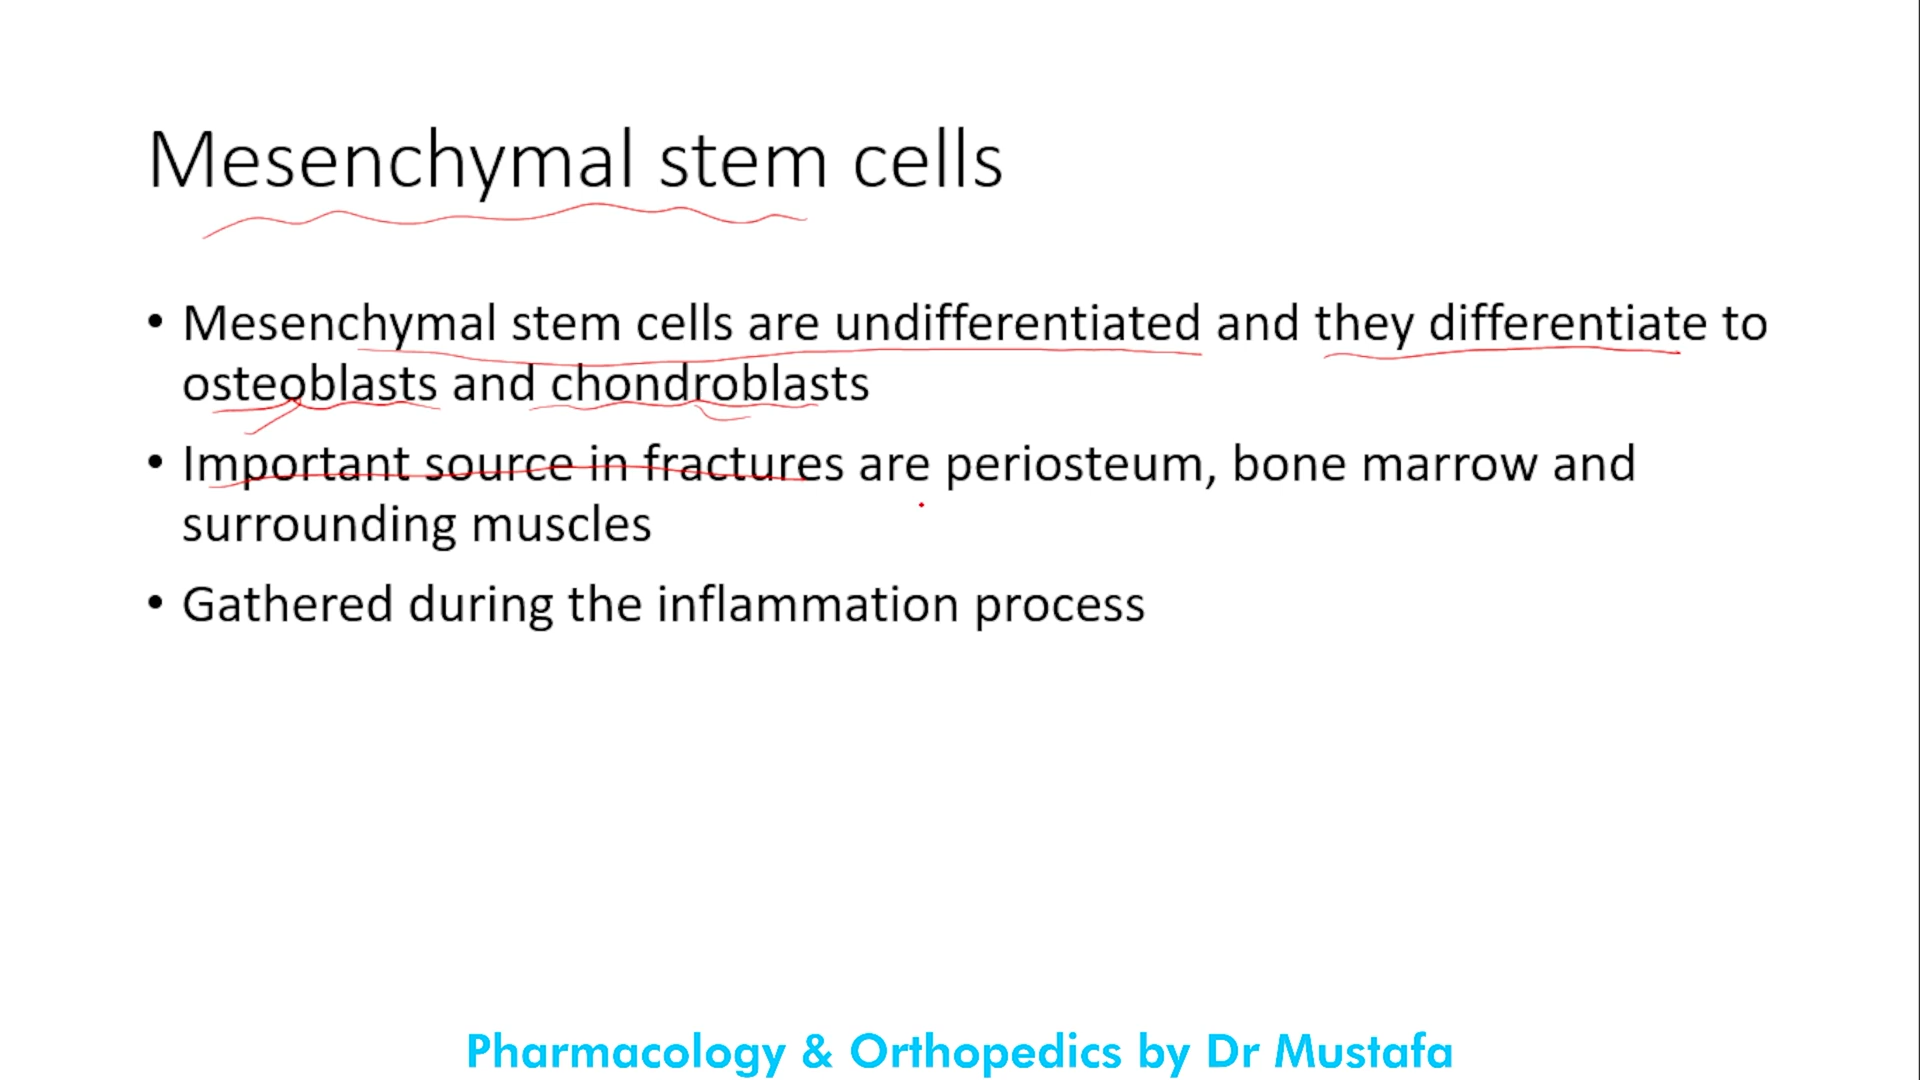 Mesenchymal stem cells
• Mesenchymal stem cells are undifferentiated and they differentiate to
osteoblasts and chondroblasts
• Important source in fractures are periosteum, bone marrow and
surrounding muscles
• Gathered during the inflammation process
Pharmacology & Orthopedics by Dr Mustafa